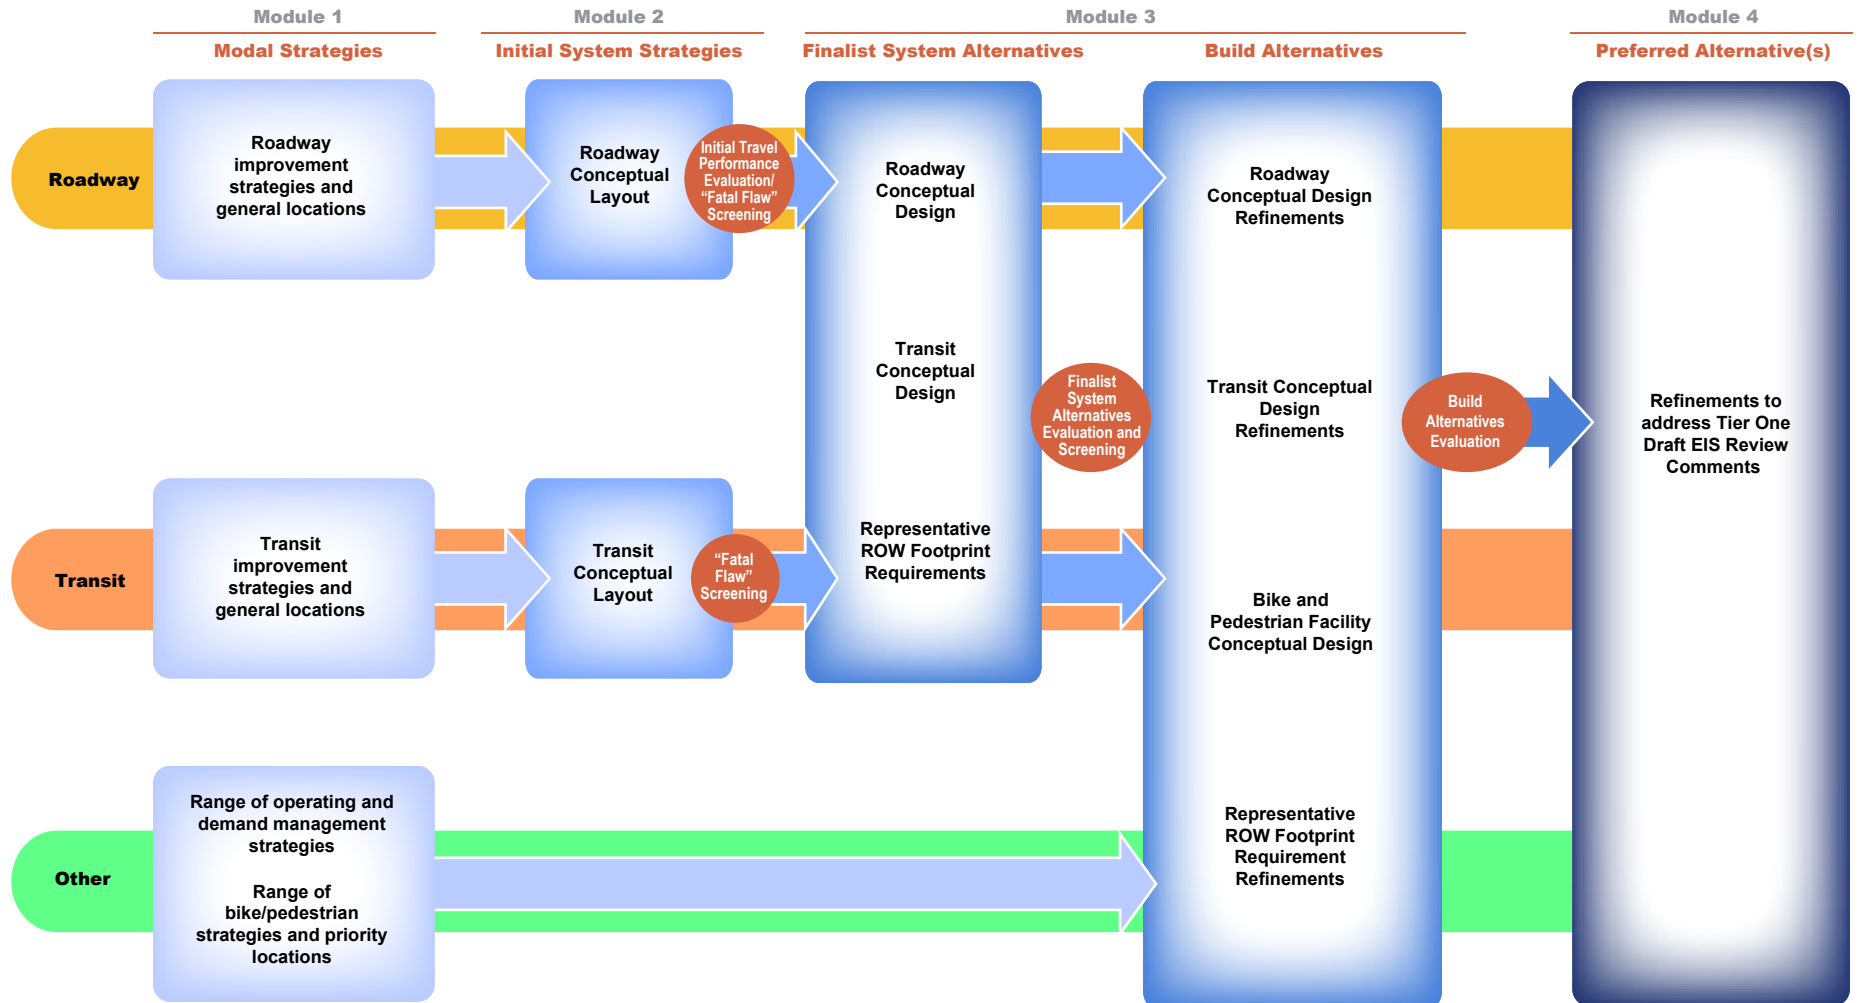 Module 1
Module 2
Module 3
Module 4
Modal Strategies
Initial System Strategies
Finalist System Alternatives
Build Alternatives
Preferred Alternative(s)
Roadway
Roadway
improvement
strategies and
general locations
Roadway
Conceptual
Layout
Initial Travel
Performance
Evaluation/
“Fatal Flaw”
Screening
Roadway
Conceptual
Design
Roadway
Conceptual Design
Refinements
Transit
Conceptual
Design
Finalist
System
Alternatives
Evaluation and
Screening
Transit Conceptual
Design
Refinements
Build
Alternatives
Evaluation
Refinements to
address Tier One
Draft EIS Review
Comments
Transit
Transit
improvement
strategies and
general locations
Transit
Conceptual
Layout
“Fatal
Flaw”
Screening
Representative
ROW Footprint
Requirements
Bike and
Pedestrian Facility
Conceptual Design
Other
Range of operating and
demand management
strategies
Range of
bike/pedestrian
strategies and priority
locations
Representative
ROW Footprint
Requirement
Refinements